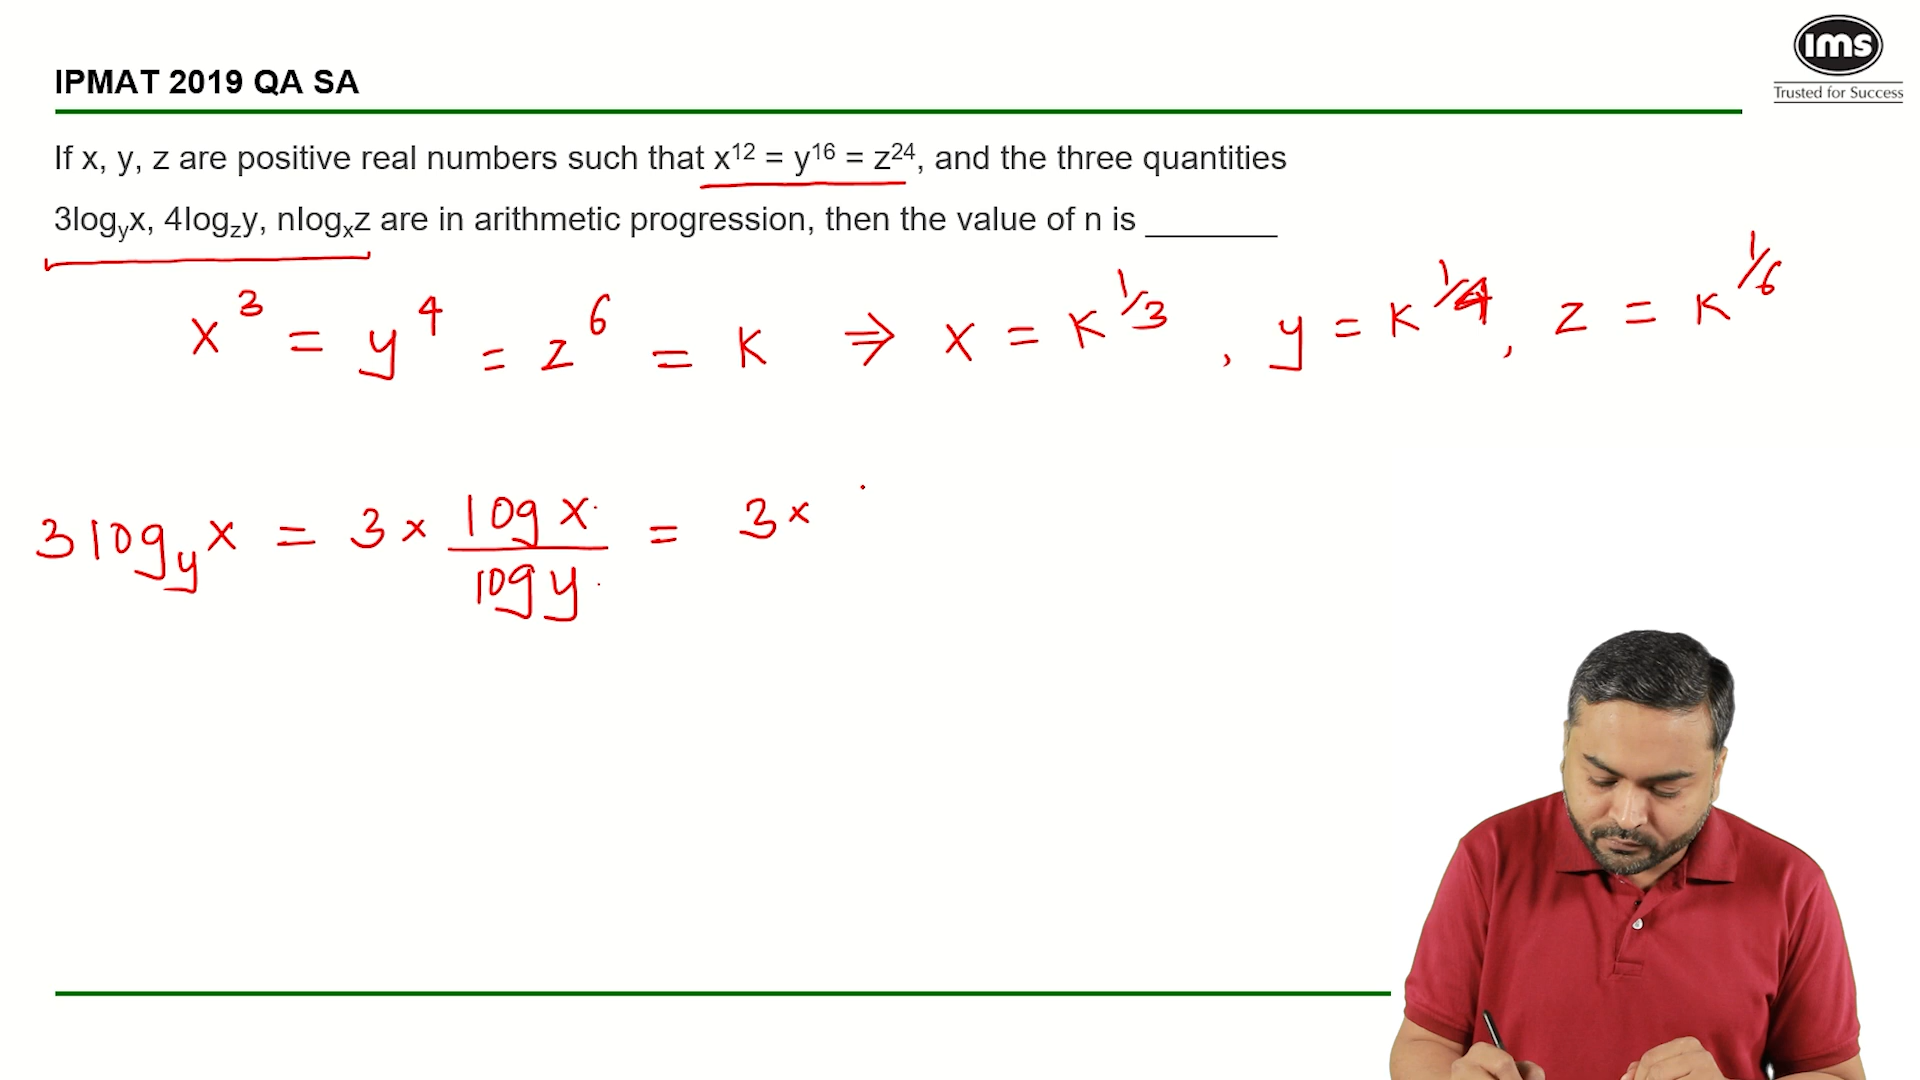 ims
Trusted for Success
IPMAT 2019 QA SA
If x, y, z are positive real numbers such that x¹² = y¹⁶ = z²⁴, and the three quantities
3log_y x, 4log_z y, nlog_x z are in arithmetic progression, then the value of n is _______
x³ = y⁴ = z⁶ = K ⇒ x = K^1/3 , y = K^1/4 , z = K^1/6
3 log_y x = 3 × log x / log y = 3 ×